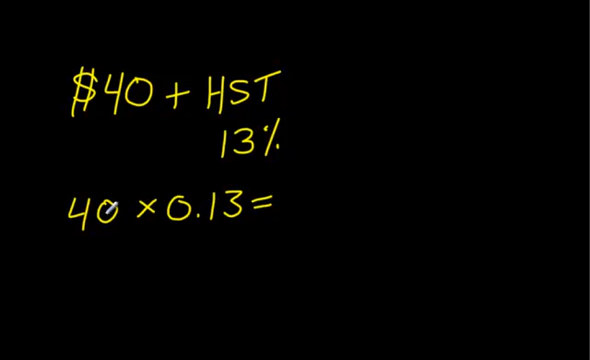 $40 + HST
13%
40 × 0.13 =